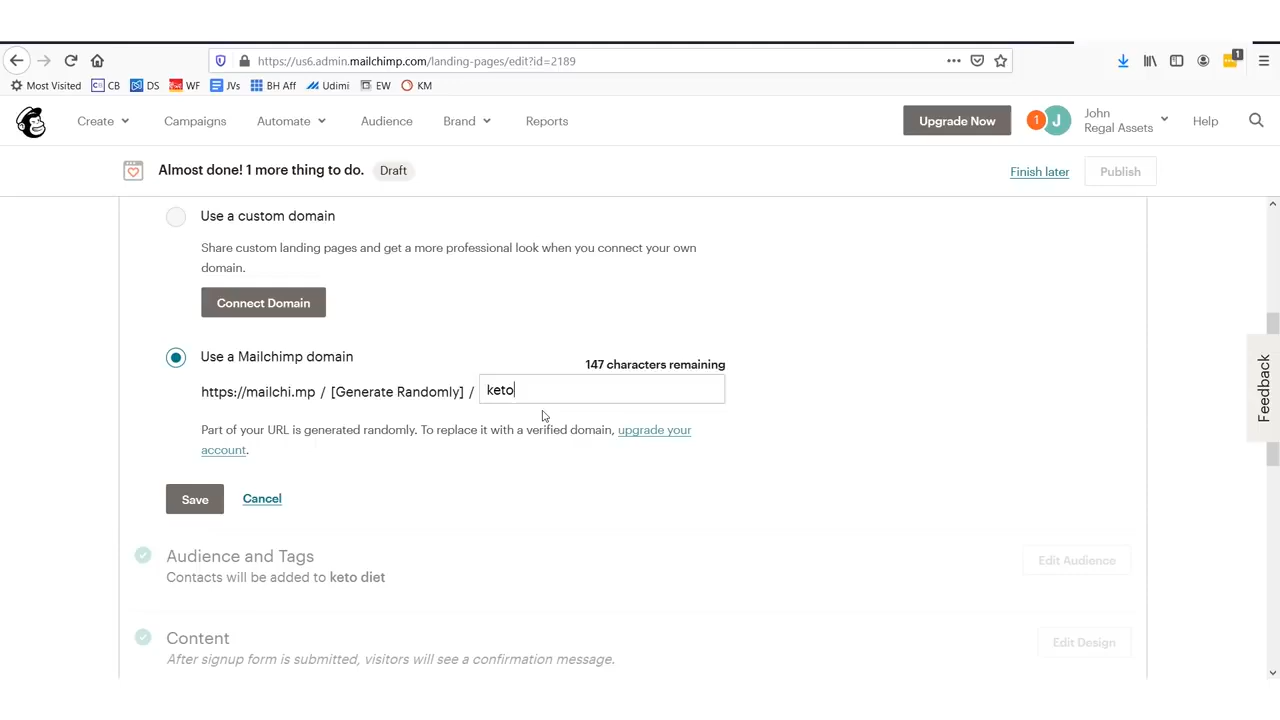 https://us6.admin.mailchimp.com/landing-pages/edit?id=2189
1
Most Visited CB DS WF JVs BH Aff Udimi EW KM
Create Campaigns Automate Audience Brand Reports Upgrade Now 1 J John Regal Assets Help
Almost done! 1 more thing to do. Draft Finish later Publish
Use a custom domain
Share custom landing pages and get a more professional look when you connect your own
domain.
Connect Domain
Use a Mailchimp domain
147 characters remaining
https://mailchi.mp / [Generate Randomly] / keto
Part of your URL is generated randomly. To replace it with a verified domain, upgrade your
account.
Save Cancel
Audience and Tags
Contacts will be added to keto diet
Edit Audience
Content
After signup form is submitted, visitors will see a confirmation message.
Edit Design
Feedback